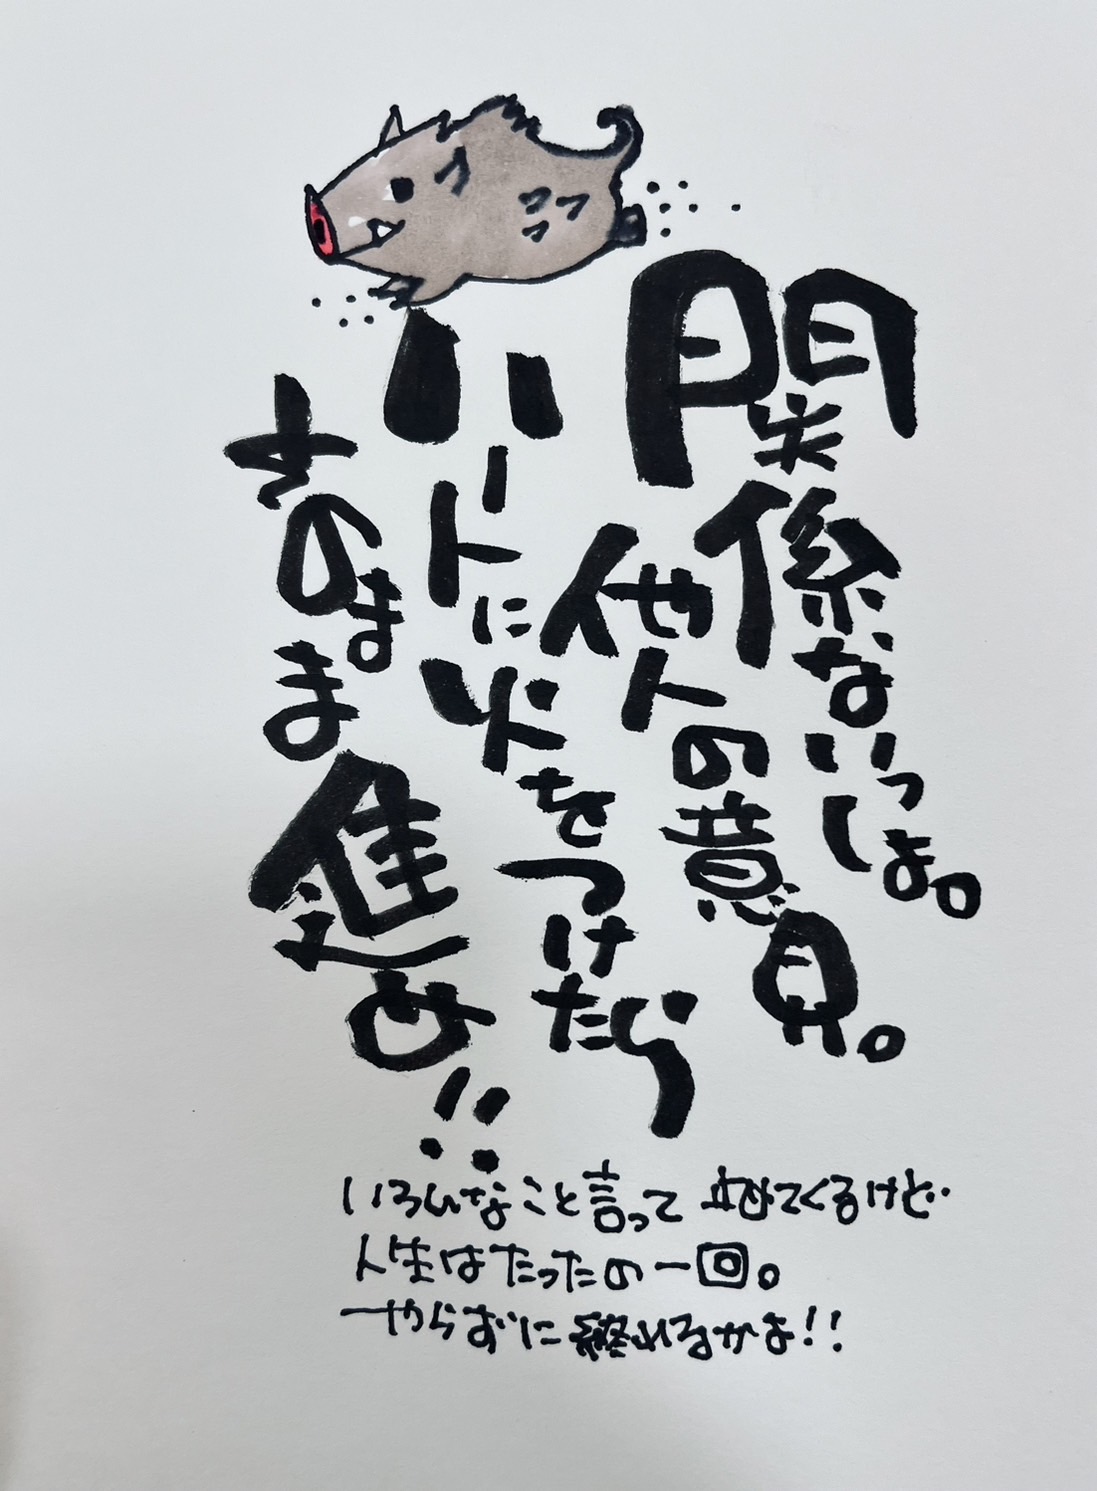 関係ないっしょ。
他人の意見。
ハートに火をつけたら
そのまま進め!!
いろんなこと言って止めてくるけど..
人生はたったの一回。
やらずに終われるかよ!!